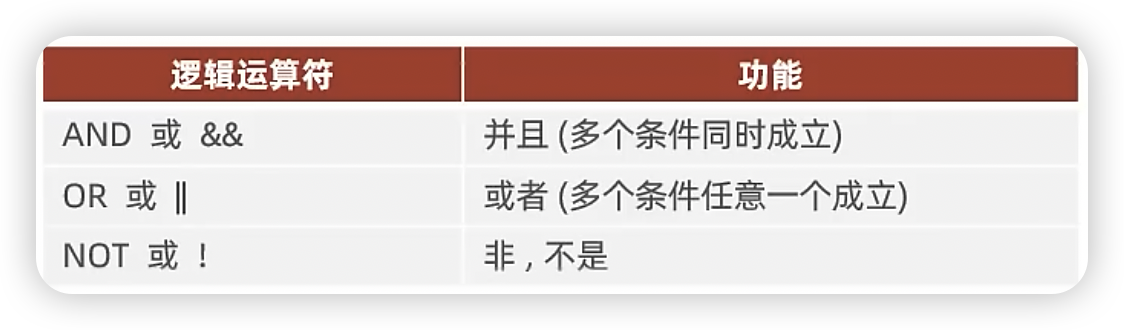 逻辑运算符 功能
AND 或 && 并且 (多个条件同时成立)
OR 或 || 或者 (多个条件任意一个成立)
NOT 或 ! 非 , 不是